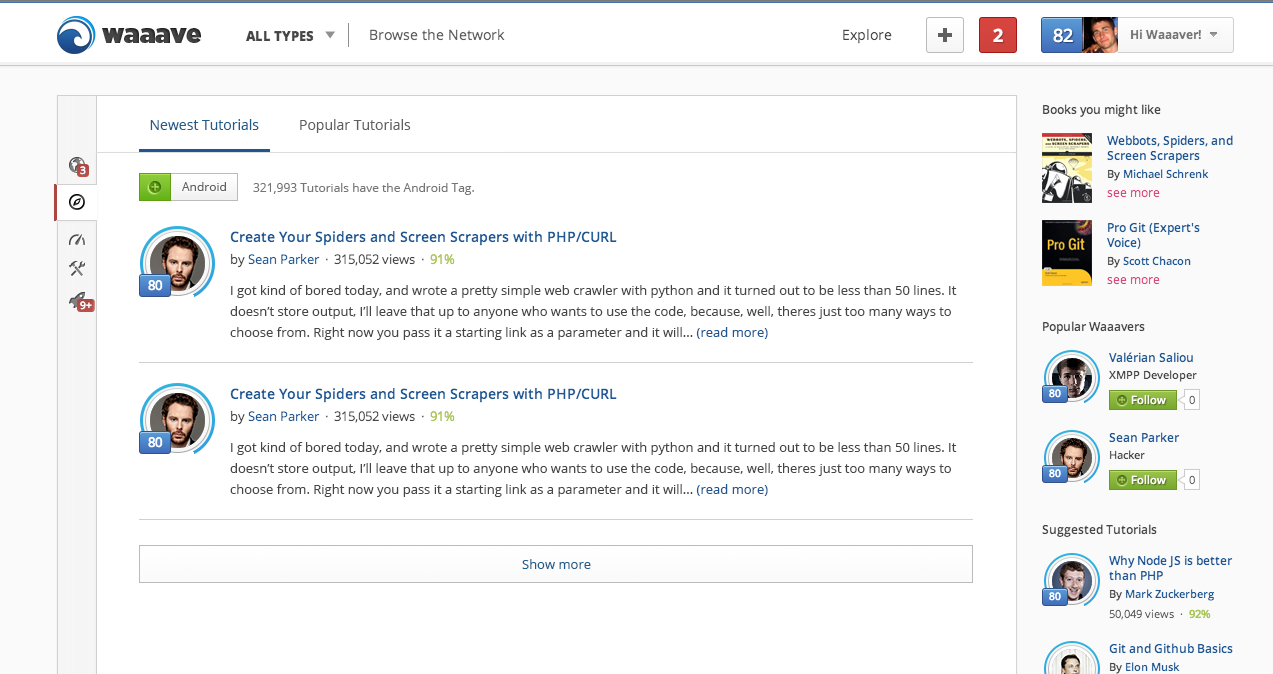 waaave
ALL TYPES
Browse the Network
Explore
2
82
Hi Waaaver!
3
9+
Newest Tutorials
Popular Tutorials
Android
321,993 Tutorials have the Android Tag.
Create Your Spiders and Screen Scrapers with PHP/CURL
by Sean Parker · 315,052 views · 91%
80
I got kind of bored today, and wrote a pretty simple web crawler with python and it turned out to be less than 50 lines. It
doesn’t store output, I’ll leave that up to anyone who wants to use the code, because, well, theres just too many ways to
choose from. Right now you pass it a starting link as a parameter and it will... (read more)
Create Your Spiders and Screen Scrapers with PHP/CURL
by Sean Parker · 315,052 views · 91%
80
I got kind of bored today, and wrote a pretty simple web crawler with python and it turned out to be less than 50 lines. It
doesn’t store output, I’ll leave that up to anyone who wants to use the code, because, well, theres just too many ways to
choose from. Right now you pass it a starting link as a parameter and it will... (read more)
Show more
Books you might like
WEBBOTS, SPIDERS,
AND SCREEN SCRAPERS
Webbots, Spiders, and
Screen Scrapers
By Michael Schrenk
see more
Pro Git
Pro Git (Expert's
Voice)
By Scott Chacon
see more
Popular Waaavers
Valérian Saliou
XMPP Developer
80
Follow
0
Sean Parker
Hacker
80
Follow
0
Suggested Tutorials
Why Node JS is better
than PHP
By Mark Zuckerberg
80
50,049 views · 92%
Git and Github Basics
By Elon Musk